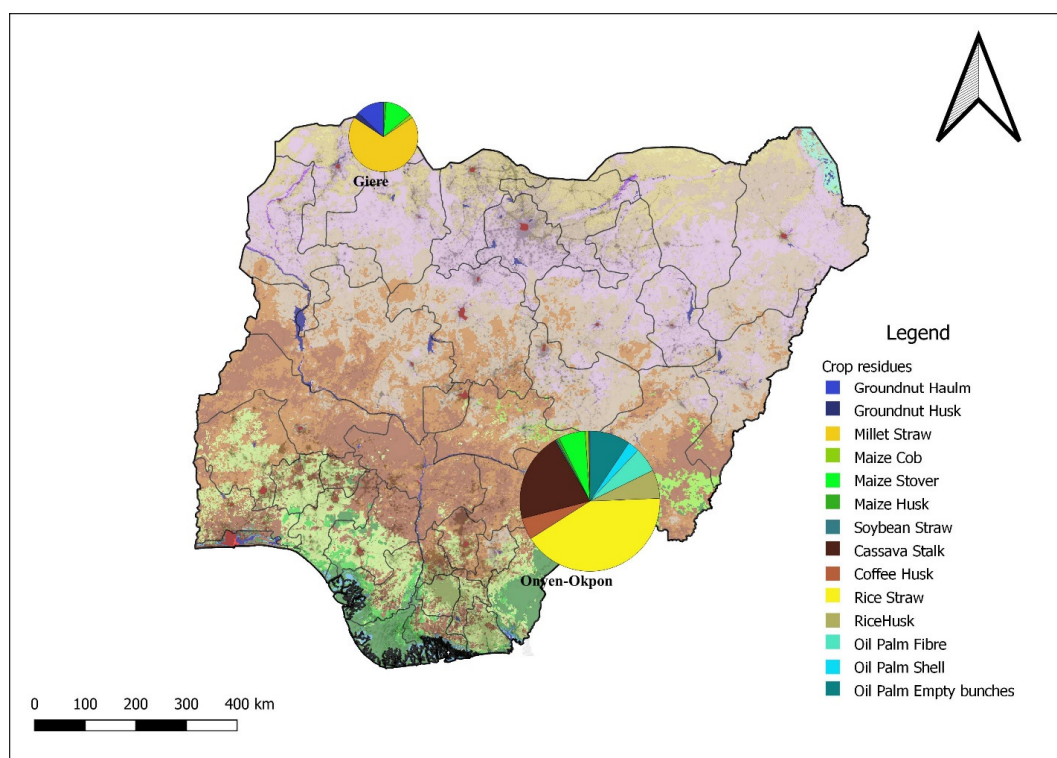 Giere
Onyen-Okpon
Legend
Crop residues
Groundnut Haulm
Groundnut Husk
Millet Straw
Maize Cob
Maize Stover
Maize Husk
Soybean Straw
Cassava Stalk
Coffee Husk
Rice Straw
RiceHusk
Oil Palm Fibre
Oil Palm Shell
Oil Palm Empty bunches
0 100 200 300 400 km